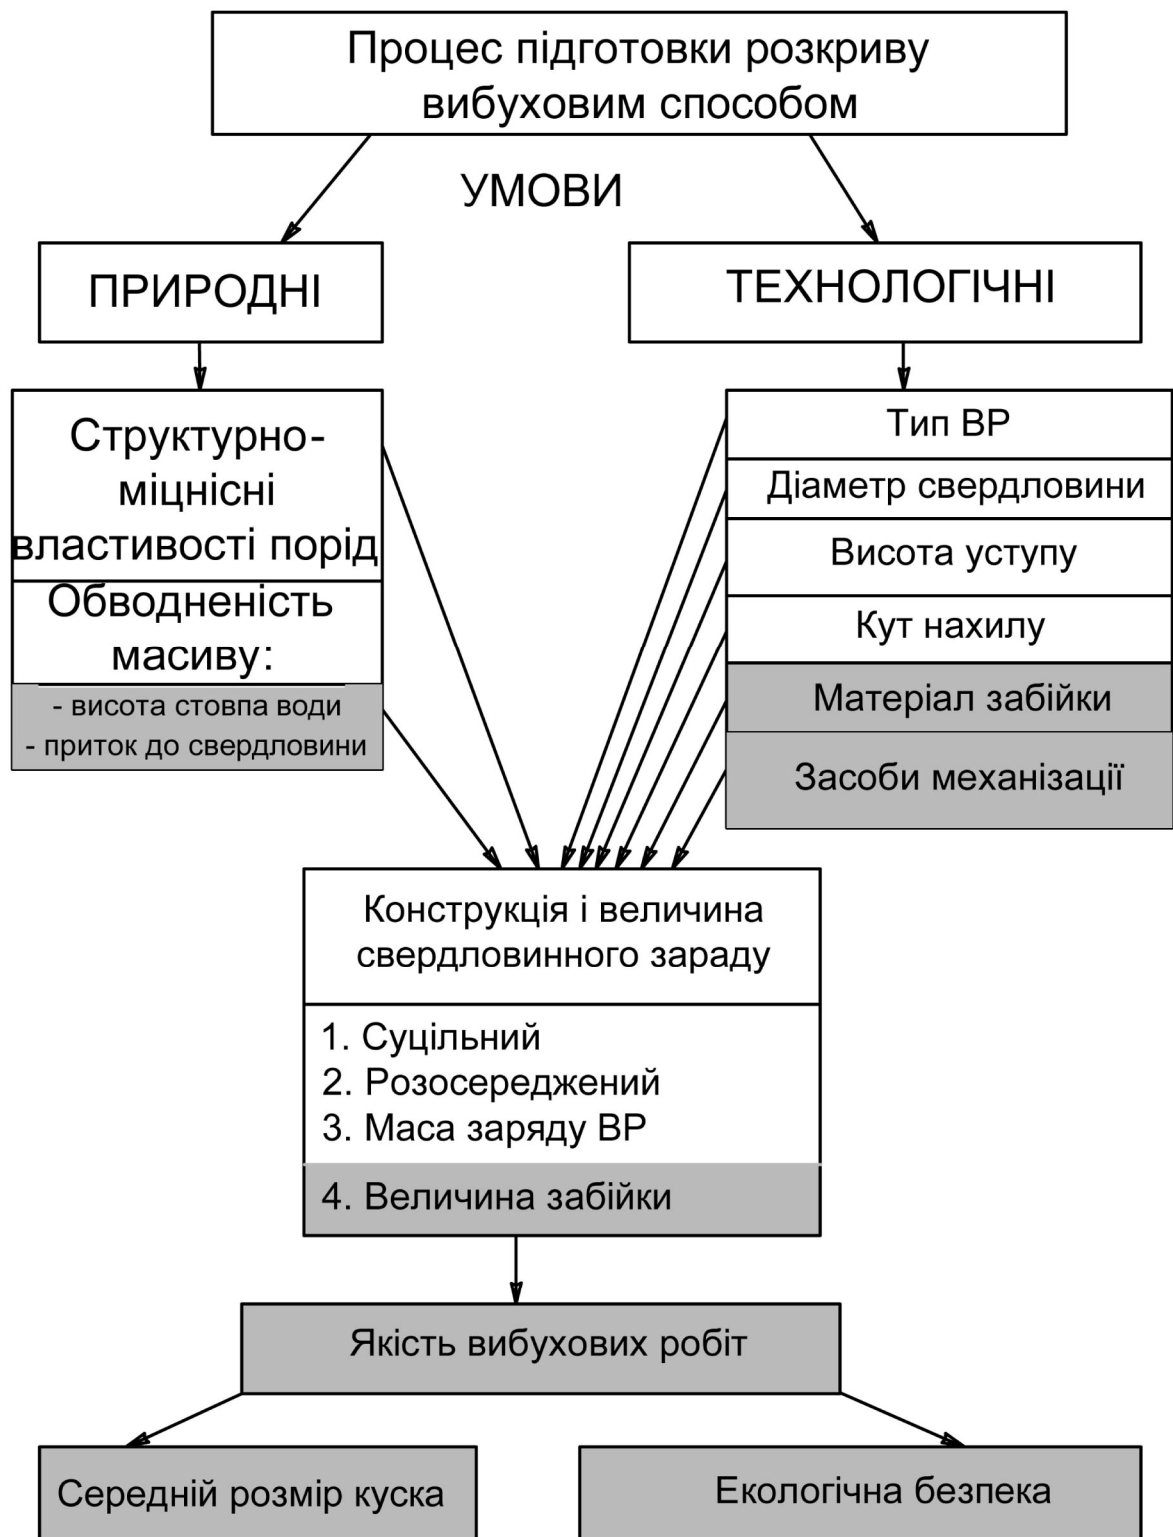 Процес підготовки розкриву
вибуховим способом
УМОВИ
ПРИРОДНІ
ТЕХНОЛОГІЧНІ
Структурно-
міцнісні
властивості порід
Обводненість
масиву:
- висота стовпа води
- приток до свердловини
Тип ВР
Діаметр свердловини
Висота уступу
Кут нахилу
Матеріал забійки
Засоби механізації
Конструкція і величина
свердловинного зараду
1. Суцільний
2. Розосереджений
3. Маса заряду ВР
4. Величина забійки
Якість вибухових робіт
Середній розмір куска
Екологічна безпека